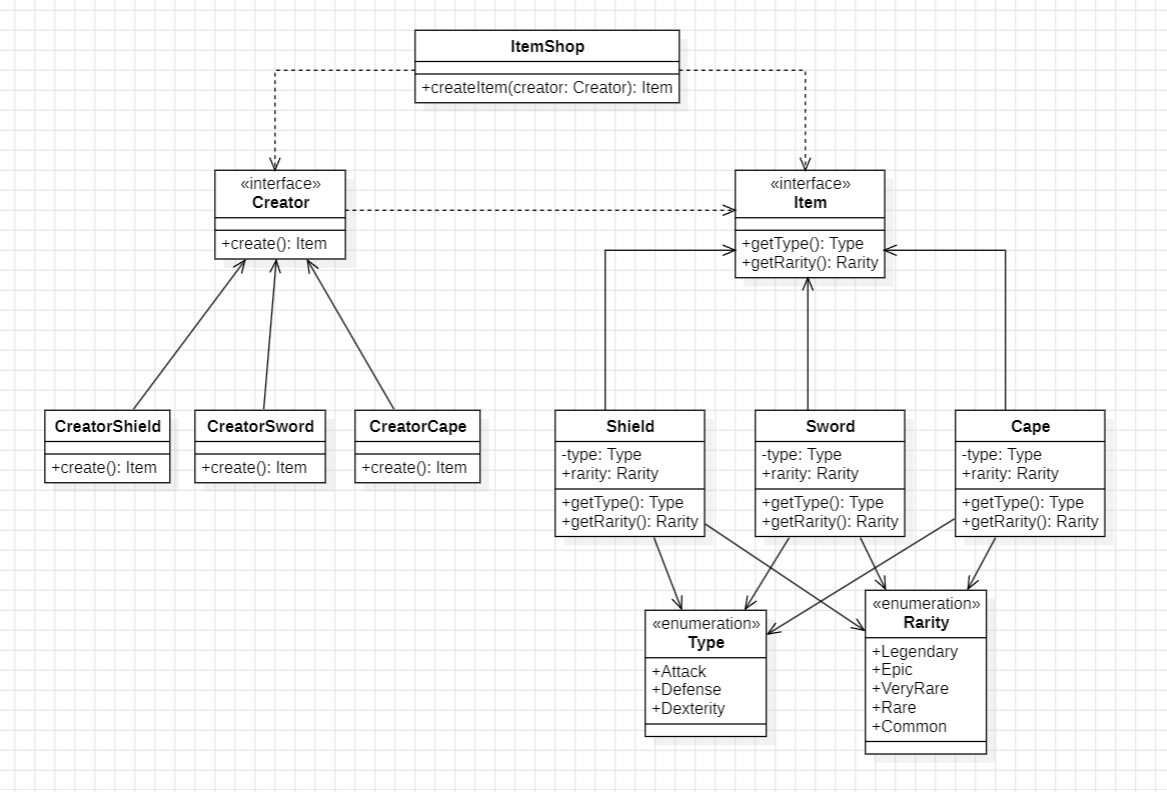 ItemShop
+createItem(creator: Creator): Item
«interface»
Creator
+create(): Item
«interface»
Item
+getType(): Type
+getRarity(): Rarity
CreatorShield
+create(): Item
CreatorSword
+create(): Item
CreatorCape
+create(): Item
Shield
-type: Type
+rarity: Rarity
+getType(): Type
+getRarity(): Rarity
Sword
-type: Type
+rarity: Rarity
+getType(): Type
+getRarity(): Rarity
Cape
-type: Type
+rarity: Rarity
+getType(): Type
+getRarity(): Rarity
«enumeration»
Type
+Attack
+Defense
+Dexterity
«enumeration»
Rarity
+Legendary
+Epic
+VeryRare
+Rare
+Common